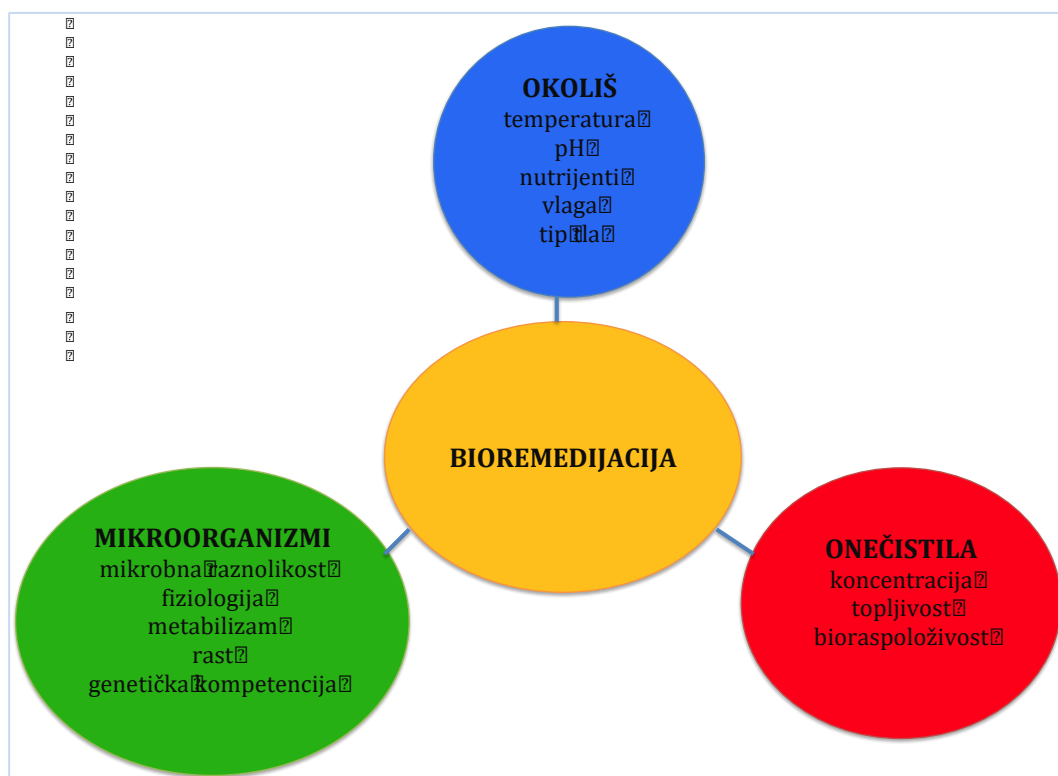 OKOLIŠ
temperatura
pH
nutrijenti
vlaga
tip tla
BIOREMEDIJACIJA
MIKROORGANIZMI
mikrobna raznolikost
fiziologija
metabilizam
rast
genetička kompetencija
ONEČISTILA
koncentracija
topljivost
bioraspoloživost